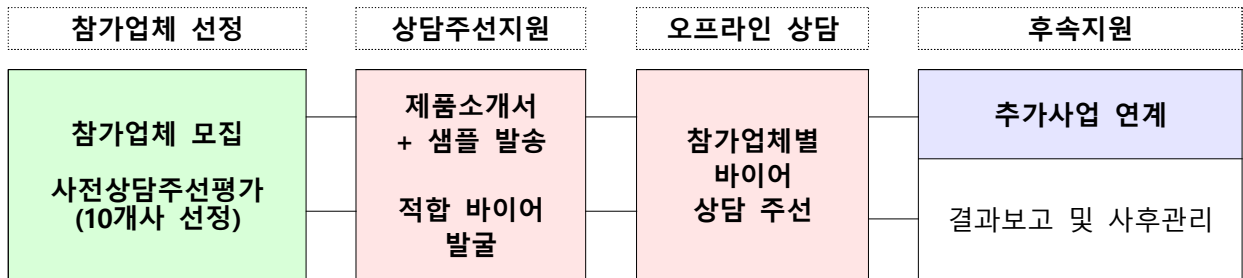 참가업체 선정
상담주선지원
오프라인 상담
후속지원
참가업체 모집
사전상담주선평가
(10개사 선정)
제품소개서
+ 샘플 발송
적합 바이어
발굴
참가업체별
바이어
상담 주선
추가사업 연계
결과보고 및 사후관리